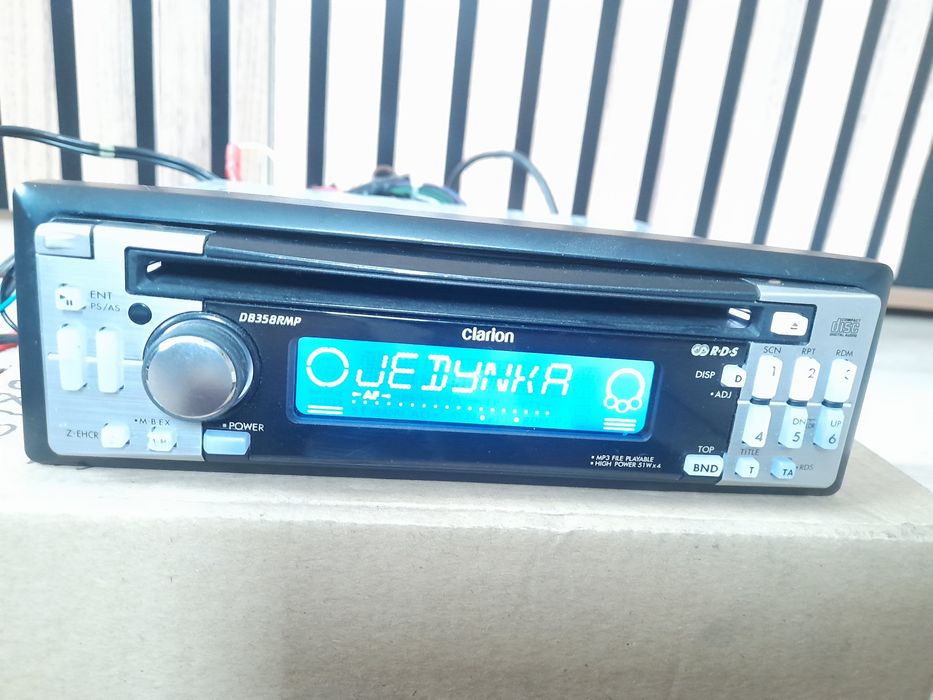 ENT
PS/AS
DB358RMP
clarion
JEDYNKA
AF
R·D·S
DISP
D
• ADJ
COMPACT
disc
DIGITAL AUDIO
SCN
RPT
RDM
1
2
3
4
DN
5
UP
6
Z-EHCR
• M-B EX
• POWER
• MP3 FILE PLAYABLE
• HIGH POWER 51W×4
TOP
BND
TITLE
T
TA
• RDS